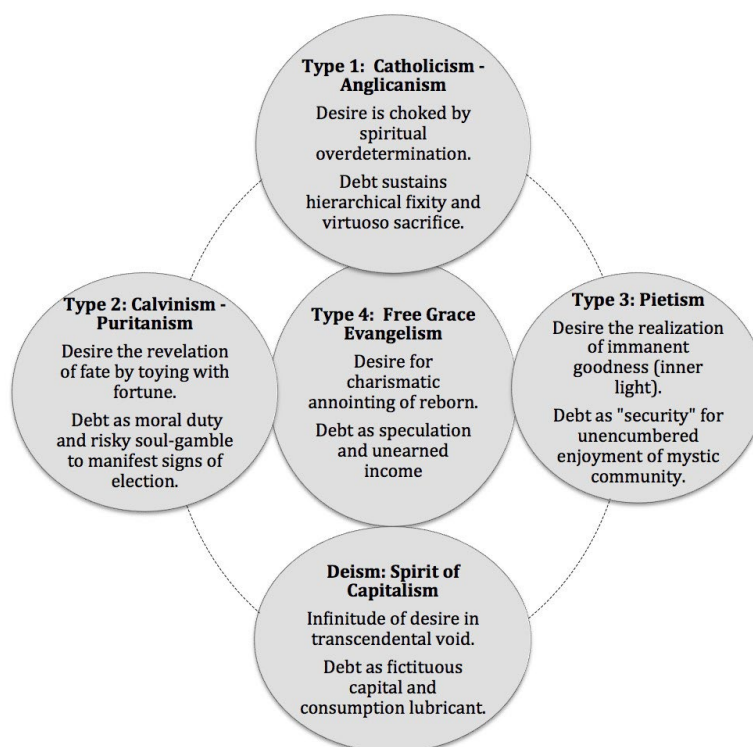 Type 1: Catholicism -
Anglicanism
Desire is choked by
spiritual
overdetermination.
Debt sustains
hierarchical fixity and
virtuoso sacrifice.
Type 2: Calvinism -
Puritanism
Desire the revelation
of fate by toying with
fortune.
Debt as moral duty
and risky soul-gamble
to manifest signs of
election.
Type 4: Free Grace
Evangelism
Desire for
charismatic
annointing of reborn.
Debt as speculation
and unearned
income
Type 3: Pietism
Desire the realization
of immanent
goodness (inner
light).
Debt as "security" for
unencumbered
enjoyment of mystic
community.
Deism: Spirit of
Capitalism
Infinitude of desire in
transcendental void.
Debt as fictituous
capital and
consumption lubricant.